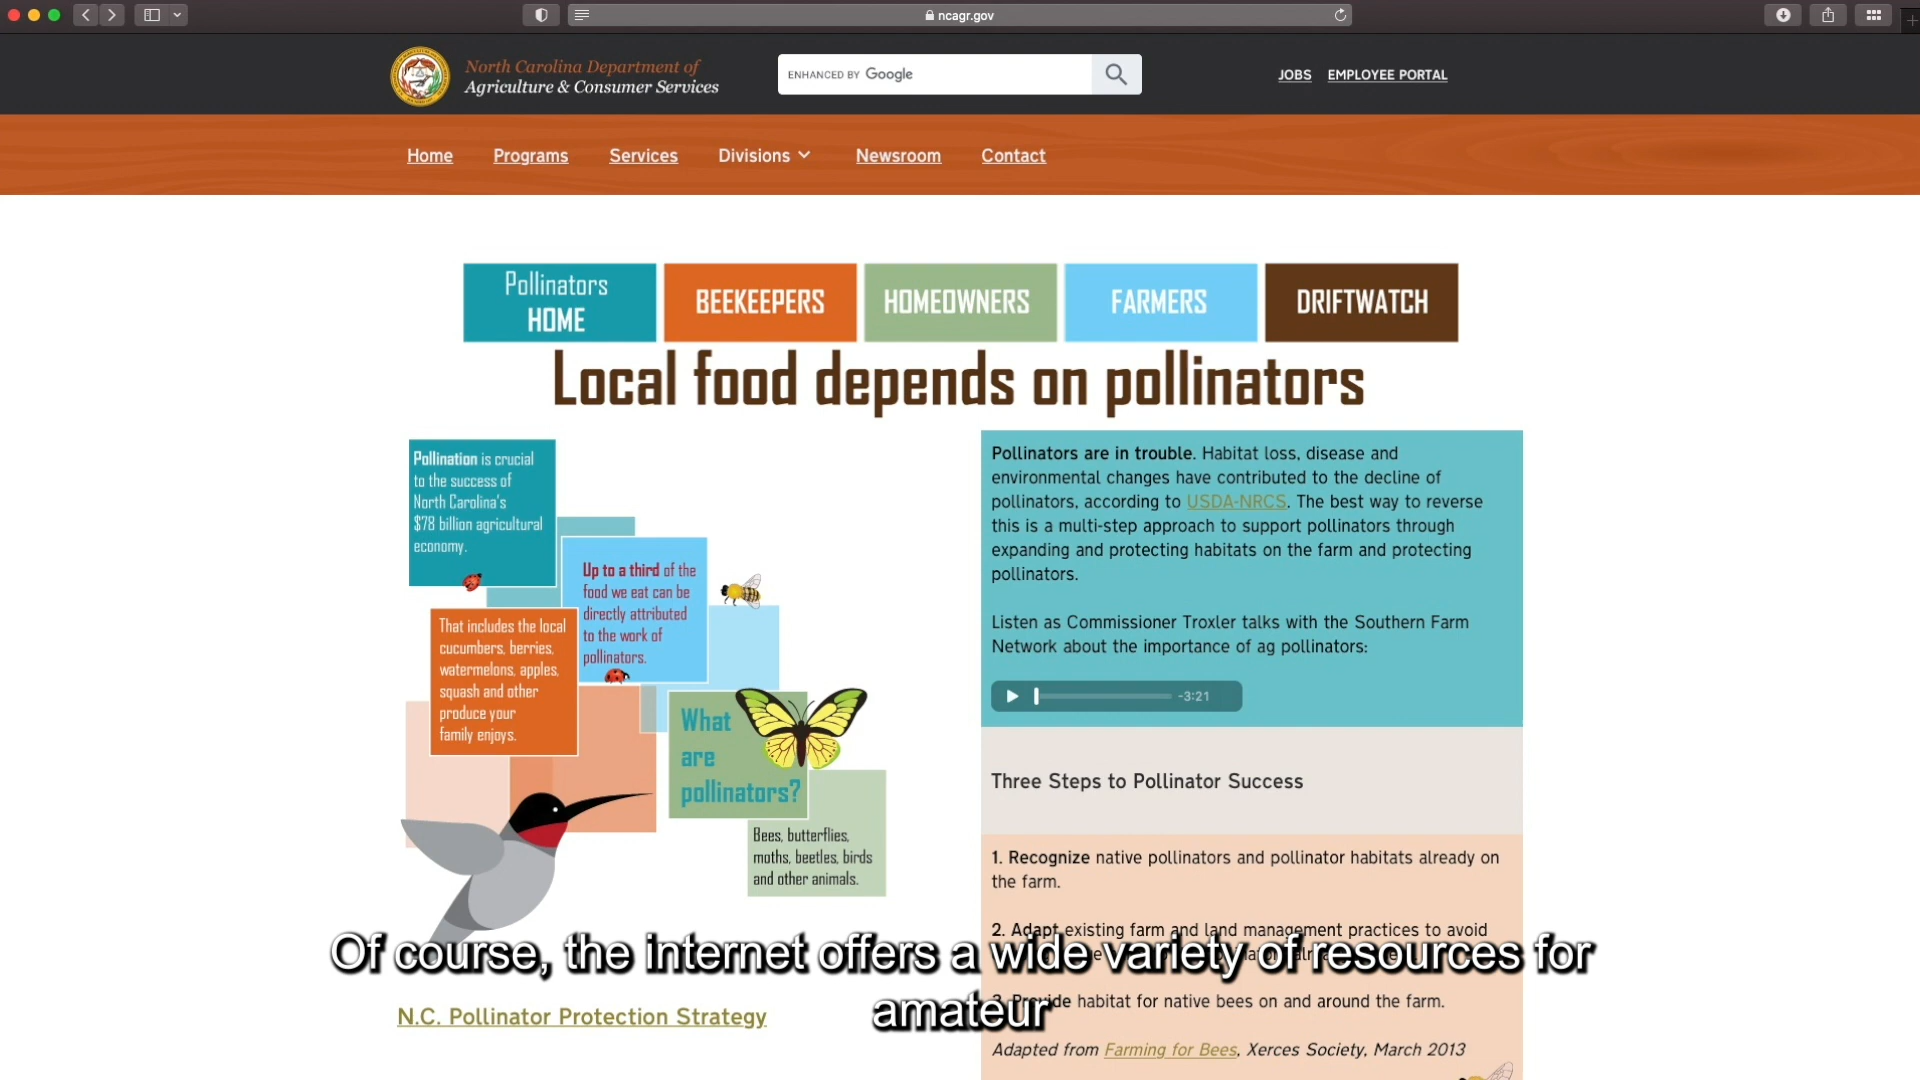 ncagr.gov
North Carolina Department of
Agriculture & Consumer Services
ENHANCED BY Google
JOBS
EMPLOYEE PORTAL
Home
Programs
Services
Divisions
Newsroom
Contact
Pollinators
HOME
BEEKEEPERS
HOMEOWNERS
FARMERS
DRIFTWATCH
Local food depends on pollinators
Pollination is crucial
to the success of
North Carolina's
$78 billion agricultural
economy.
Up to a third of the
food we eat can be
directly attributed
to the work of
pollinators.
That includes the local
cucumbers, berries,
watermelons, apples,
squash and other
produce your
family enjoys.
What
are
pollinators?
Bees, butterflies,
moths, beetles, birds
and other animals.
N.C. Pollinator Protection Strategy
Pollinators are in trouble. Habitat loss, disease and
environmental changes have contributed to the decline of
pollinators, according to USDA-NRCS. The best way to reverse
this is a multi-step approach to support pollinators through
expanding and protecting habitats on the farm and protecting
pollinators.
Listen as Commissioner Troxler talks with the Southern Farm
Network about the importance of ag pollinators:
-3:21
Three Steps to Pollinator Success
1. Recognize native pollinators and pollinator habitats already on
the farm.
2. Adapt existing farm and land management practices to avoid
3. Provide habitat for native bees on and around the farm.
Adapted from Farming for Bees, Xerces Society, March 2013
Of course, the internet offers a wide variety of resources for
amateur